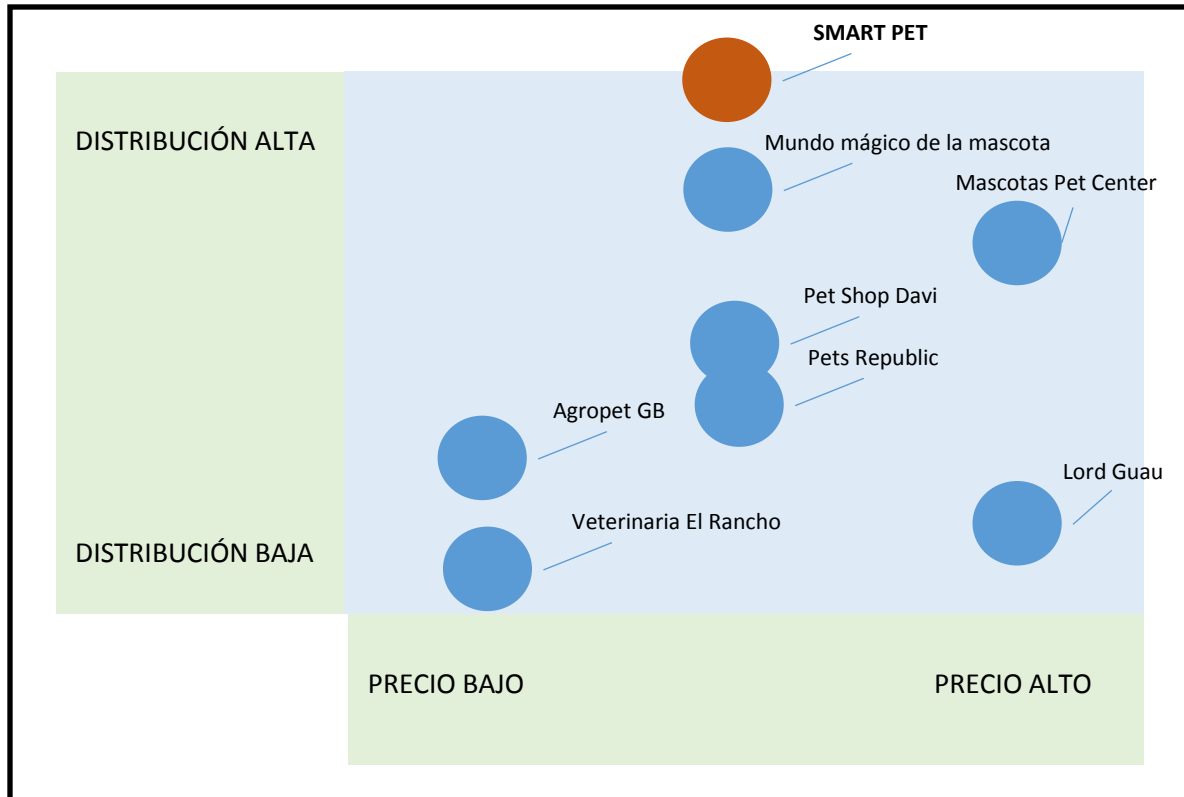 SMART PET
DISTRIBUCIÓN ALTA
Mundo mágico de la mascota
Mascotas Pet Center
Pet Shop Davi
Pets Republic
Agropet GB
Lord Guau
Veterinaria El Rancho
DISTRIBUCIÓN BAJA
PRECIO BAJO
PRECIO ALTO